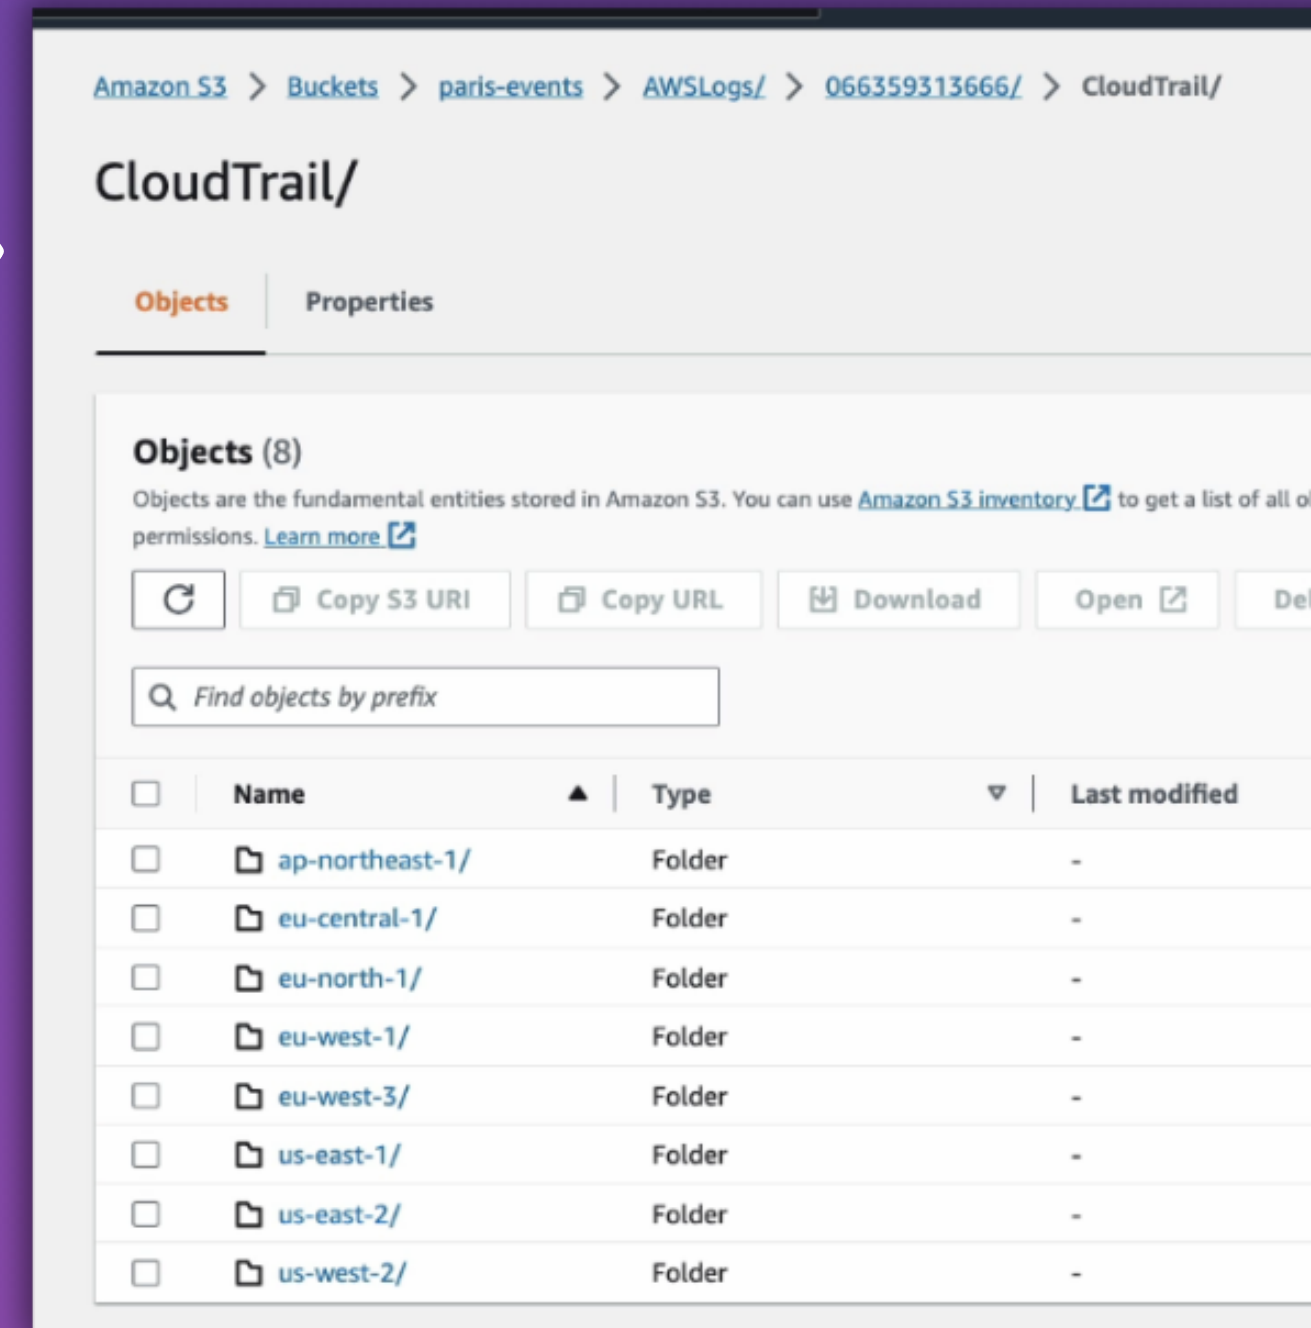 Amazon S3 > Buckets > paris-events > AWSLogs/ > 066359313666/ > CloudTrail/
CloudTrail/
Objects Properties
Objects (8)
Objects are the fundamental entities stored in Amazon S3. You can use Amazon S3 inventory to get a list of all
permissions. Learn more
Copy S3 URI Copy URL Download Open
Find objects by prefix
Name Type Last modified
ap-northeast-1/ Folder -
eu-central-1/ Folder -
eu-north-1/ Folder -
eu-west-1/ Folder -
eu-west-3/ Folder -
us-east-1/ Folder -
us-east-2/ Folder -
us-west-2/ Folder -